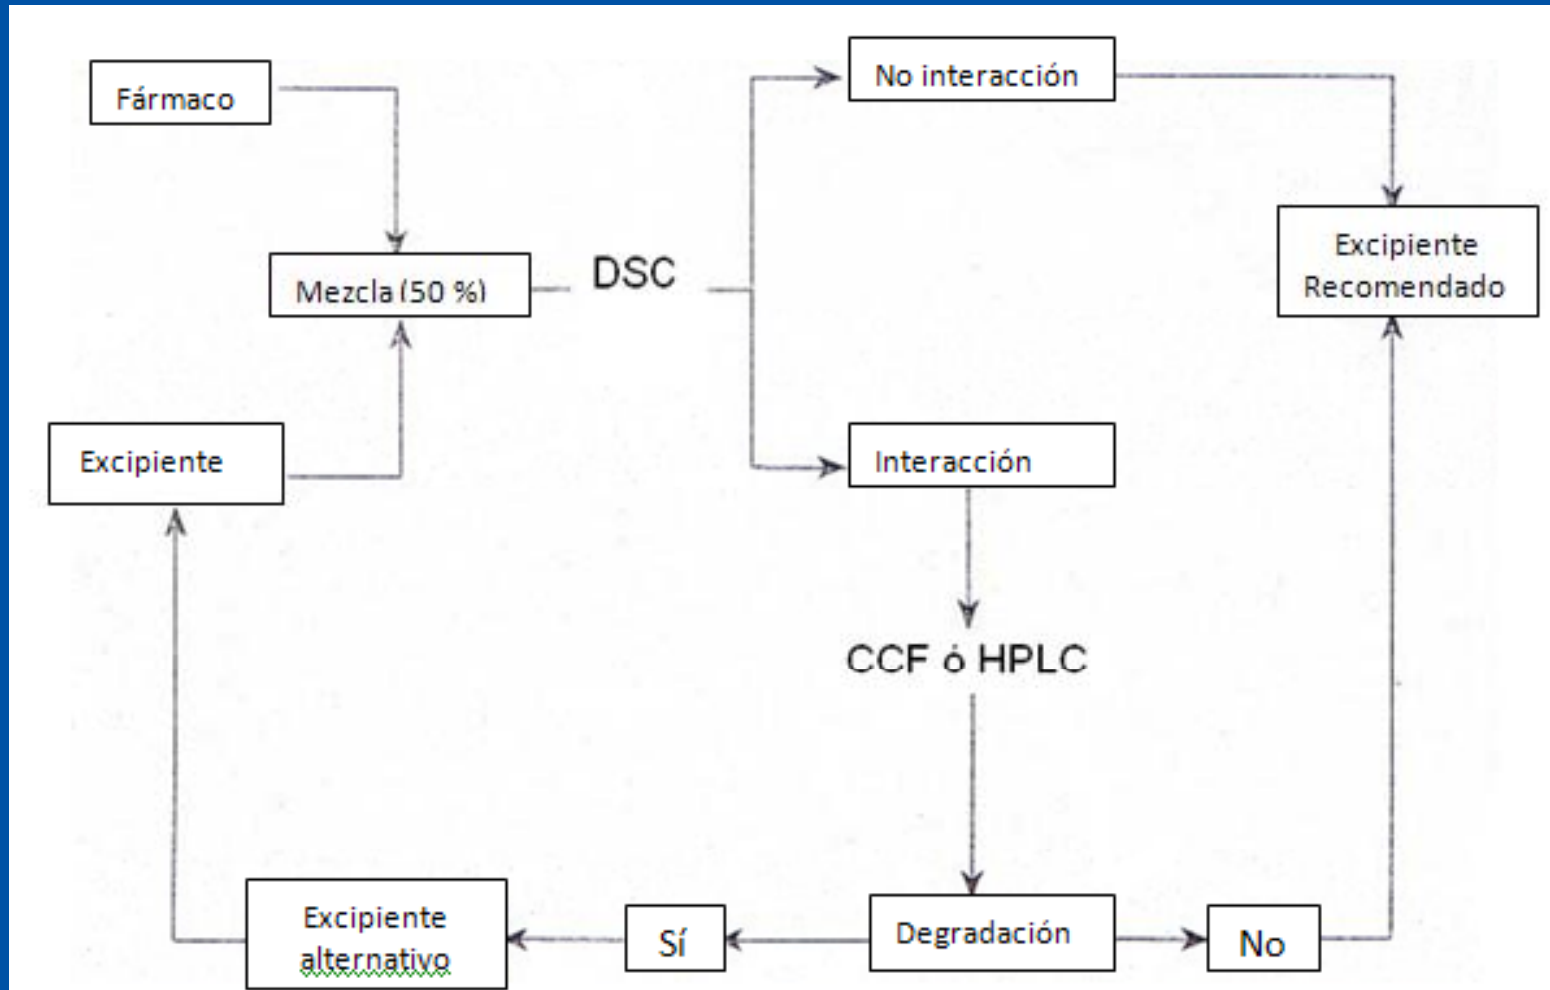 Fármaco
No interacción
Mezcla (50 %)
DSC
Excipiente
Recomendado
Excipiente
Interacción
CCF ó HPLC
Excipiente
alternativo
Sí
Degradación
No